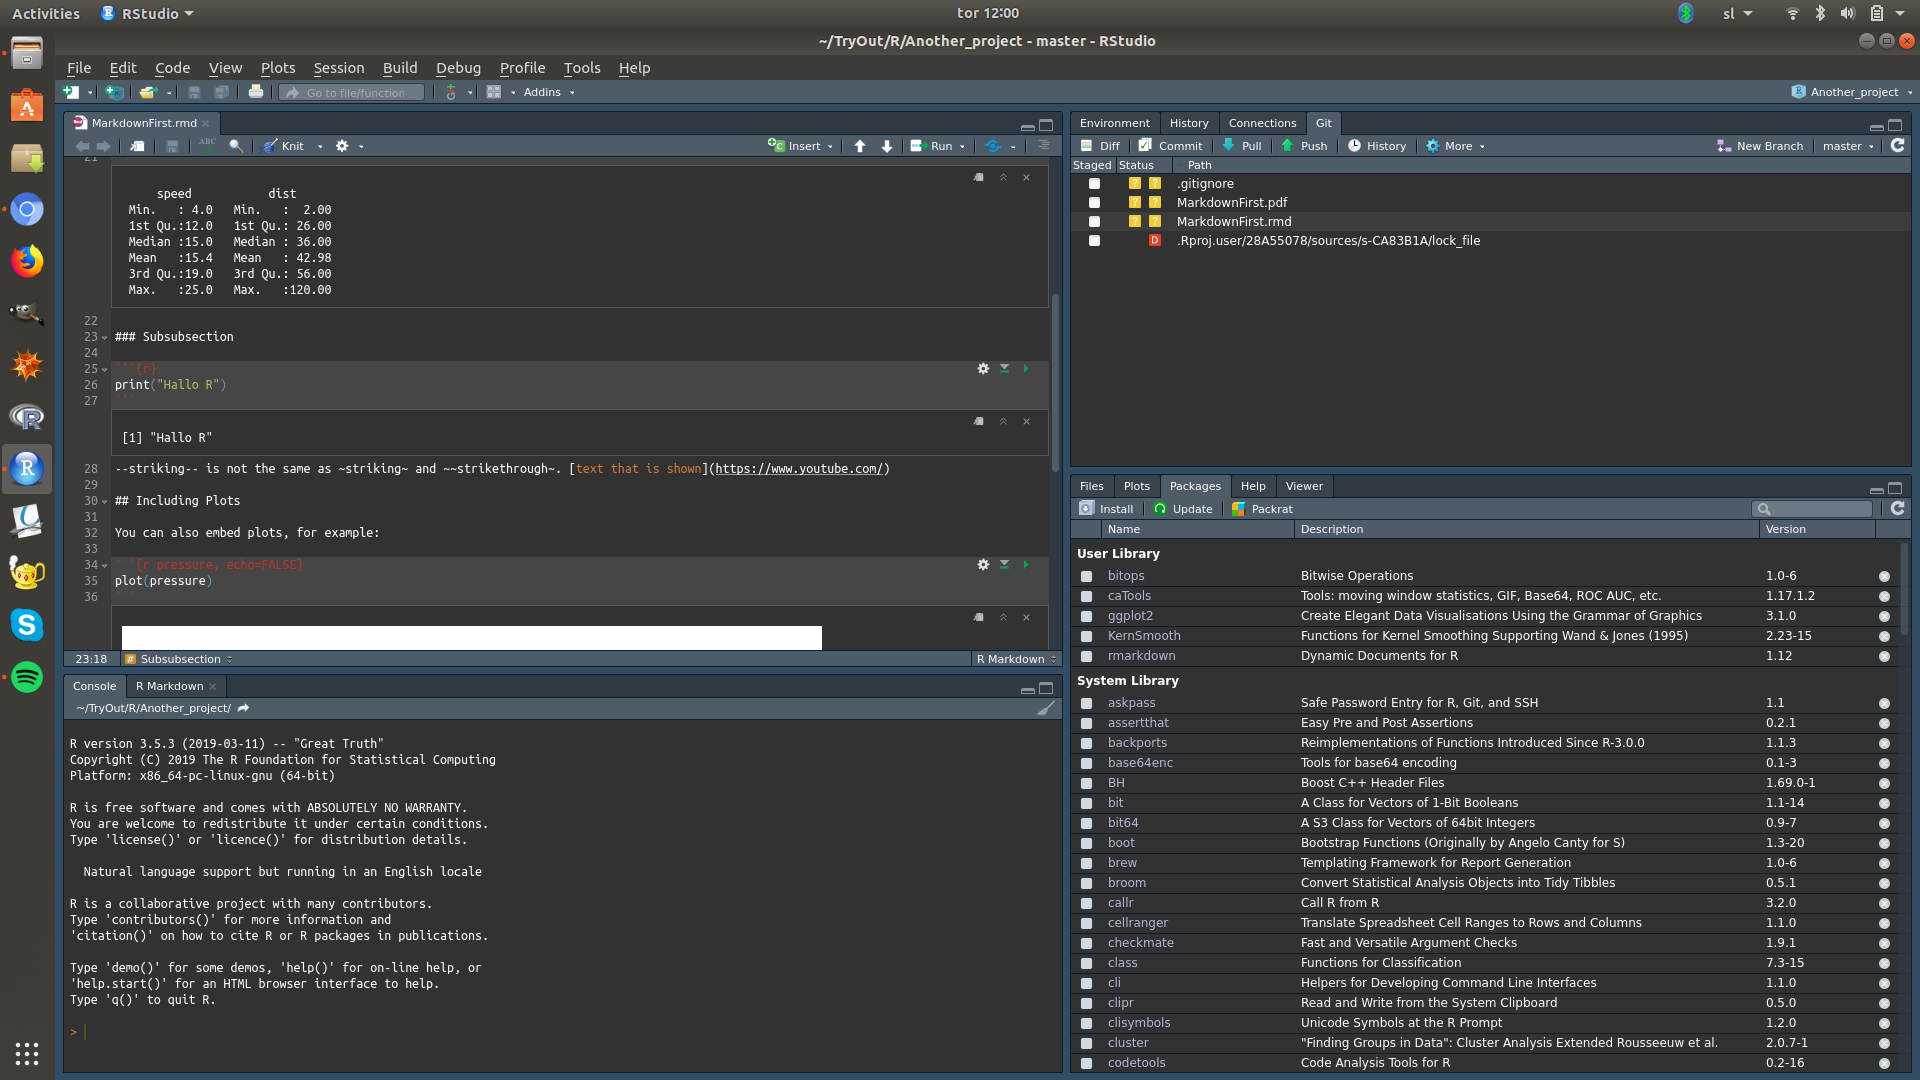 Activities RStudio tor 12:00 sl
~/TryOut/R/Another_project - master - RStudio
File Edit Code View Plots Session Build Debug Profile Tools Help
Go to file/function Addins Another_project
MarkdownFirst.rmd
ABC Knit Insert Run
21
speed dist
Min. : 4.0 Min. : 2.00
1st Qu.:12.0 1st Qu.: 26.00
Median :15.0 Median : 36.00
Mean :15.4 Mean : 42.98
3rd Qu.:19.0 3rd Qu.: 56.00
Max. :25.0 Max. :120.00
22
23 ### Subsubsection
24
25 ```{r}
26 print("Hallo R")
27 ```
[1] "Hallo R"
28 --striking-- is not the same as ~striking~ and ~~strikethrough~. [text that is shown](https://www.youtube.com/)
29
30 ## Including Plots
31
32 You can also embed plots, for example:
33
34 ```{r pressure, echo=FALSE}
35 plot(pressure)
36 ```
23:18 # Subsubsection R Markdown
Console R Markdown
~/TryOut/R/Another_project/
R version 3.5.3 (2019-03-11) -- "Great Truth"
Copyright (C) 2019 The R Foundation for Statistical Computing
Platform: x86_64-pc-linux-gnu (64-bit)
R is free software and comes with ABSOLUTELY NO WARRANTY.
You are welcome to redistribute it under certain conditions.
Type 'license()' or 'licence()' for distribution details.
Natural language support but running in an English locale
R is a collaborative project with many contributors.
Type 'contributors()' for more information and
'citation()' on how to cite R or R packages in publications.
Type 'demo()' for some demos, 'help()' for on-line help, or
'help.start()' for an HTML browser interface to help.
Type 'q()' to quit R.
>
Environment History Connections Git
Diff Commit Pull Push History More New Branch master
Staged Status Path
? ? .gitignore
? ? MarkdownFirst.pdf
? ? MarkdownFirst.rmd
D .Rproj.user/28A55078/sources/s-CA83B1A/lock_file
Files Plots Packages Help Viewer
Install Update Packrat
Name Description Version
User Library
bitops Bitwise Operations 1.0-6
caTools Tools: moving window statistics, GIF, Base64, ROC AUC, etc. 1.17.1.2
ggplot2 Create Elegant Data Visualisations Using the Grammar of Graphics 3.1.0
KernSmooth Functions for Kernel Smoothing Supporting Wand & Jones (1995) 2.23-15
rmarkdown Dynamic Documents for R 1.12
System Library
askpass Safe Password Entry for R, Git, and SSH 1.1
assertthat Easy Pre and Post Assertions 0.2.1
backports Reimplementations of Functions Introduced Since R-3.0.0 1.1.3
base64enc Tools for base64 encoding 0.1-3
BH Boost C++ Header Files 1.69.0-1
bit A Class for Vectors of 1-Bit Booleans 1.1-14
bit64 A S3 Class for Vectors of 64bit Integers 0.9-7
boot Bootstrap Functions (Originally by Angelo Canty for S) 1.3-20
brew Templating Framework for Report Generation 1.0-6
broom Convert Statistical Analysis Objects into Tidy Tibbles 0.5.1
callr Call R from R 3.2.0
cellranger Translate Spreadsheet Cell Ranges to Rows and Columns 1.1.0
checkmate Fast and Versatile Argument Checks 1.9.1
class Functions for Classification 7.3-15
cli Helpers for Developing Command Line Interfaces 1.1.0
clipr Read and Write from the System Clipboard 0.5.0
clisymbols Unicode Symbols at the R Prompt 1.2.0
cluster "Finding Groups in Data": Cluster Analysis Extended Rousseeuw et al. 2.0.7-1
codetools Code Analysis Tools for R 0.2-16